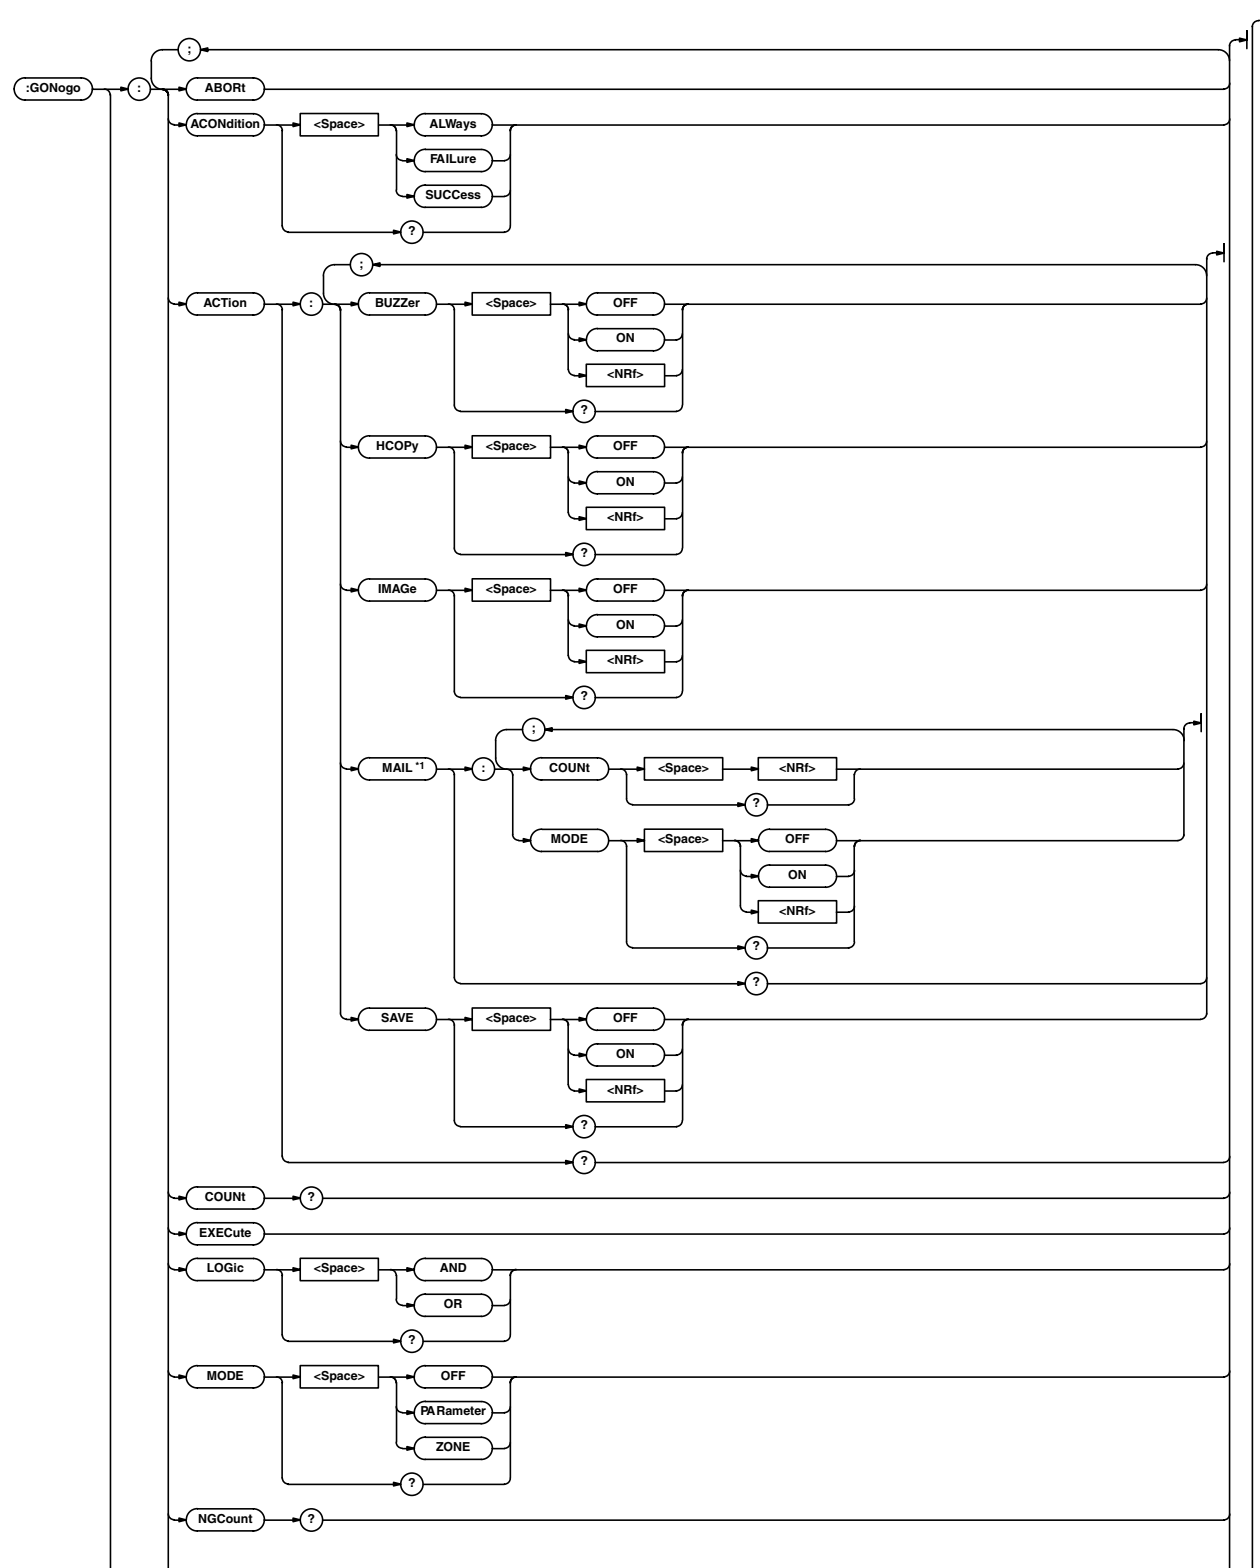 ;
:GONogo : ABORt
ACONdition <Space> ALWays
FAILure
SUCCess
?
;
ACTion : BUZZer <Space> OFF
ON
<NRf>
?
HCOPy <Space> OFF
ON
<NRf>
?
IMAGe <Space> OFF
ON
<NRf>
?
;
MAIL *1 : COUNt <Space> <NRf>
?
MODE <Space> OFF
ON
<NRf>
?
?
SAVE <Space> OFF
ON
<NRf>
?
?
COUNt ?
EXECute
LOGic <Space> AND
OR
?
MODE <Space> OFF
PARameter
ZONE
?
NGCount ?